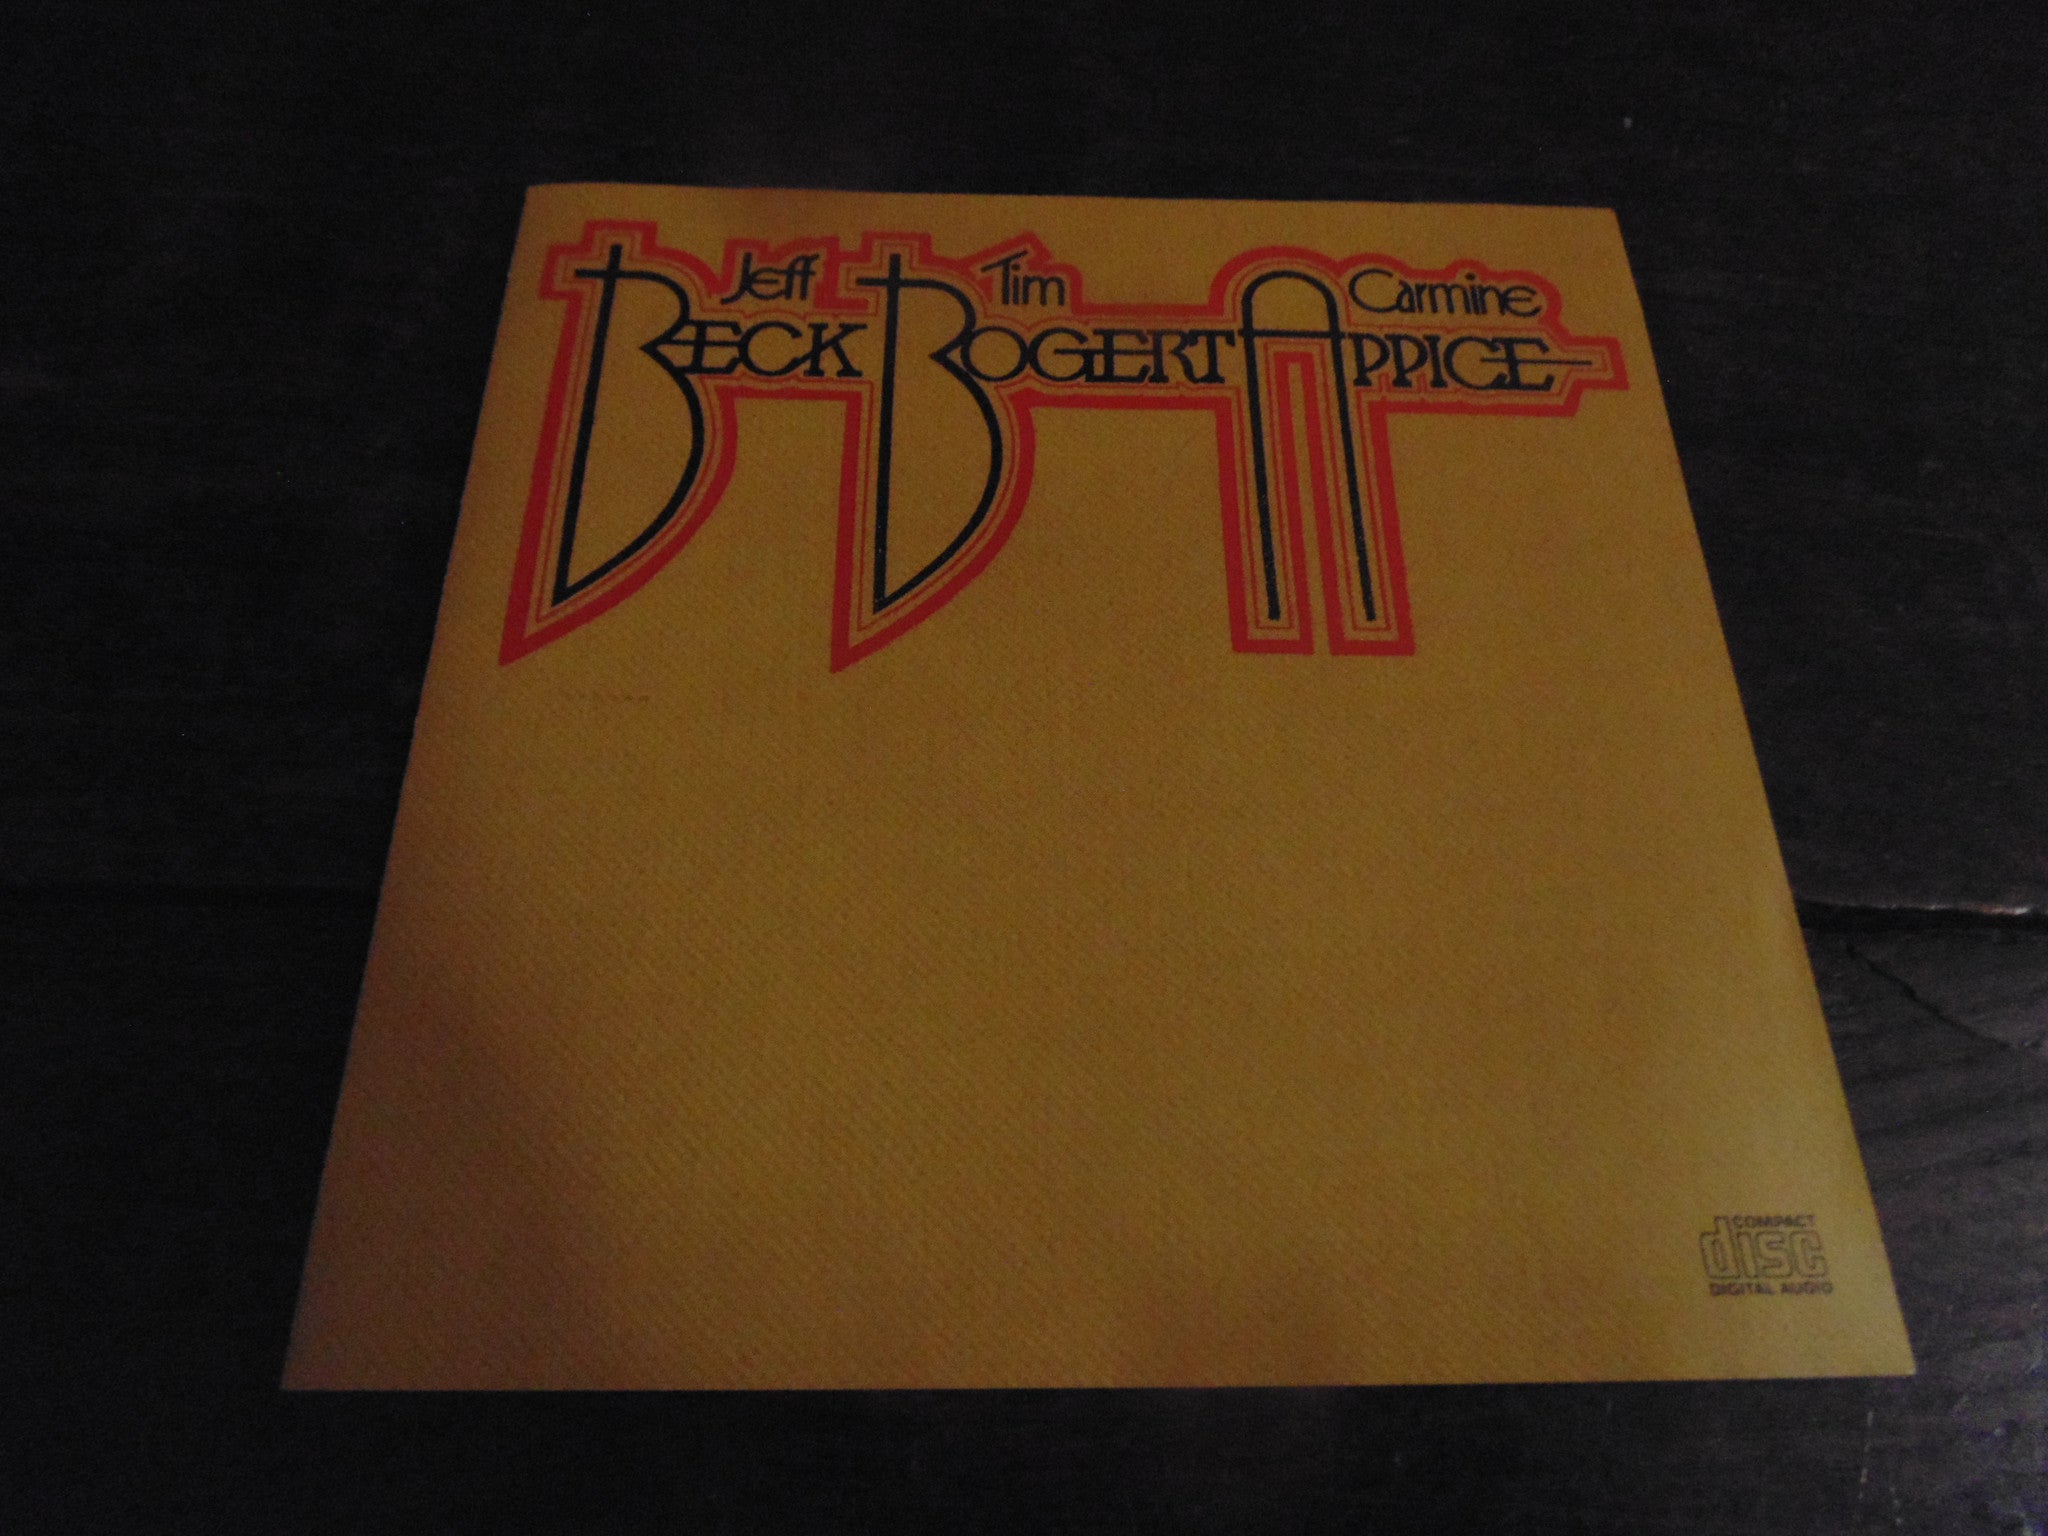 Jeff Tim Carmine
BECK BOGERT APPICE
COMPACT
disc
DIGITAL AUDIO